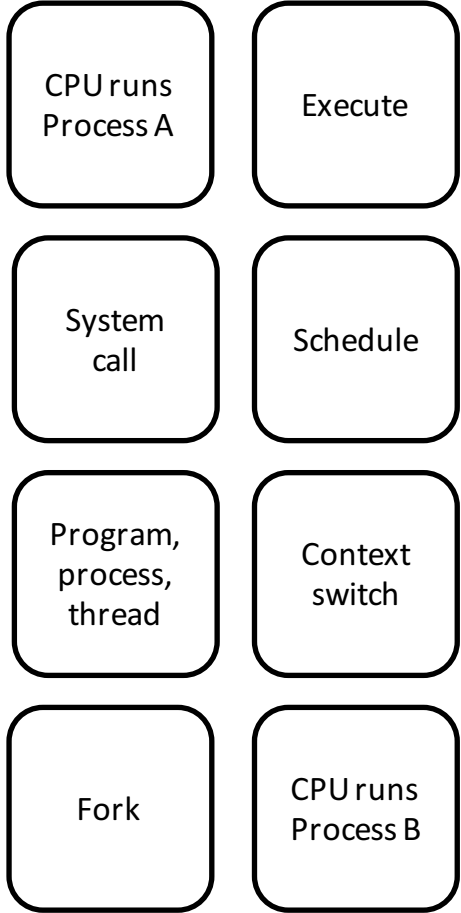 CPU runs
Process A
Execute
System
call
Schedule
Program,
process,
thread
Context
switch
Fork
CPU runs
Process B